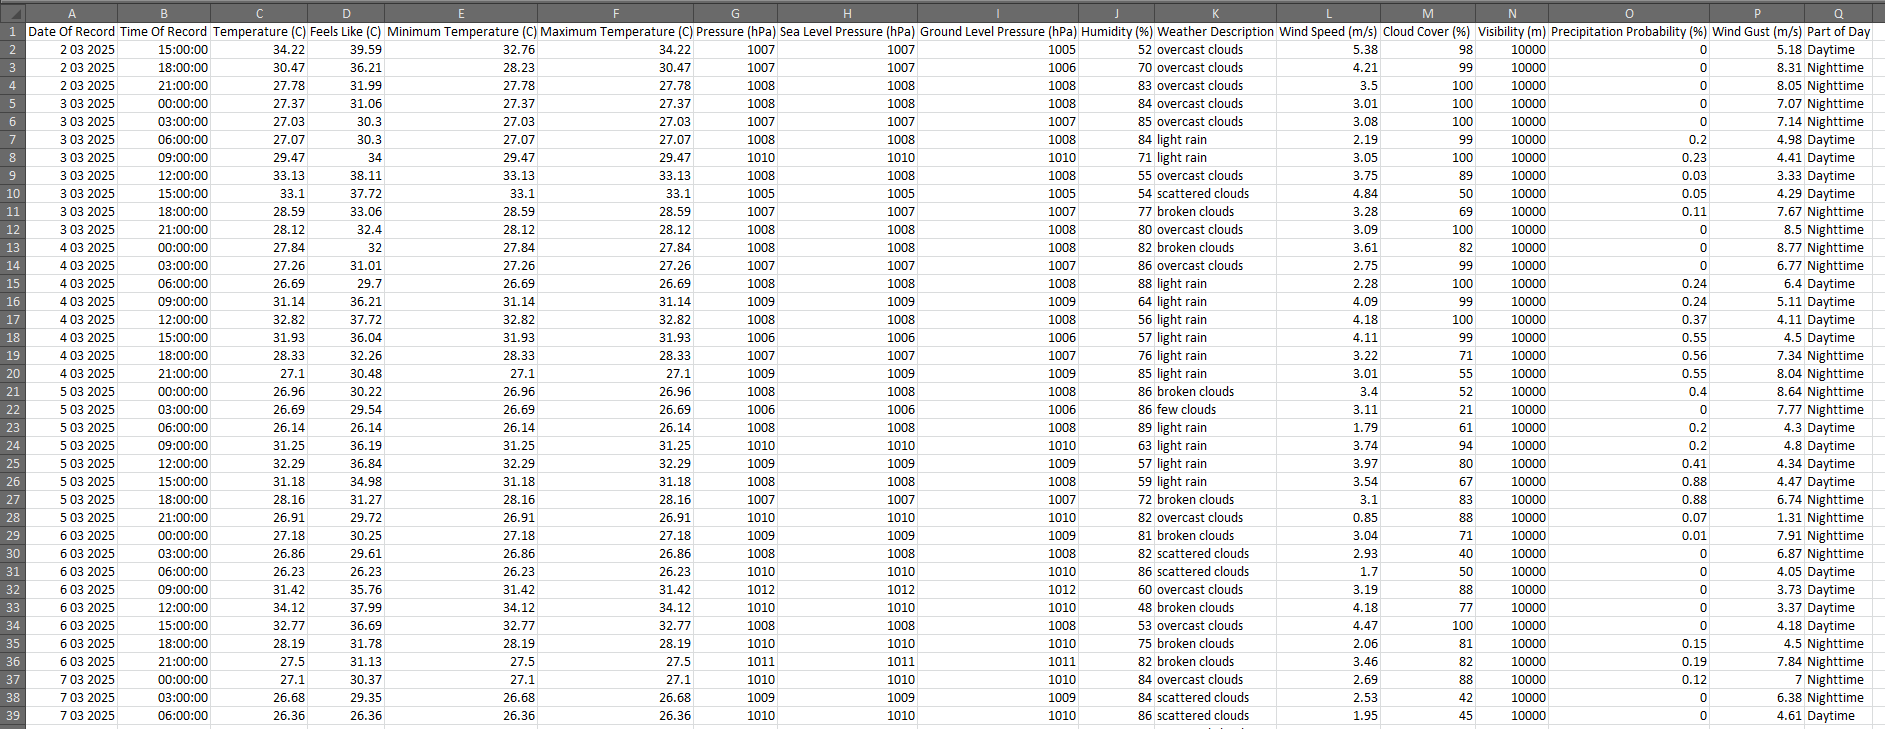 A B C D E F G H I J K L M N O P Q
1 Date Of Record Time Of Record Temperature (C) Feels Like (C) Minimum Temperature (C) Maximum Temperature (C) Pressure (hPa) Sea Level Pressure (hPa) Ground Level Pressure (hPa) Humidity (%) Weather Description Wind Speed (m/s) Cloud Cover (%) Visibility (m) Precipitation Probability (%) Wind Gust (m/s) Part of Day
2 2 03 2025 15:00:00 34.22 39.59 32.76 34.22 1007 1007 1005 52 overcast clouds 5.38 98 10000 0 5.18 Daytime
3 2 03 2025 18:00:00 30.47 36.21 28.23 30.47 1007 1007 1006 70 overcast clouds 4.21 99 10000 0 8.31 Nighttime
4 2 03 2025 21:00:00 27.78 31.99 27.78 27.78 1008 1008 1008 83 overcast clouds 3.5 100 10000 0 8.05 Nighttime
5 3 03 2025 00:00:00 27.37 31.06 27.37 27.37 1008 1008 1008 84 overcast clouds 3.01 100 10000 0 7.07 Nighttime
6 3 03 2025 03:00:00 27.03 30.3 27.03 27.03 1007 1007 1007 85 overcast clouds 3.08 100 10000 0 7.14 Nighttime
7 3 03 2025 06:00:00 27.07 30.3 27.07 27.07 1008 1008 1008 84 light rain 2.19 99 10000 0.2 4.98 Daytime
8 3 03 2025 09:00:00 29.47 34 29.47 29.47 1010 1010 1010 71 light rain 3.05 100 10000 0.23 4.41 Daytime
9 3 03 2025 12:00:00 33.13 38.11 33.13 33.13 1008 1008 1008 55 overcast clouds 3.75 89 10000 0.03 3.33 Daytime
10 3 03 2025 15:00:00 33.1 37.72 33.1 33.1 1005 1005 1005 54 scattered clouds 4.84 50 10000 0.05 4.29 Daytime
11 3 03 2025 18:00:00 28.59 33.06 28.59 28.59 1007 1007 1007 77 broken clouds 3.28 69 10000 0.11 7.67 Nighttime
12 3 03 2025 21:00:00 28.12 32.4 28.12 28.12 1008 1008 1008 80 overcast clouds 3.09 100 10000 0 8.5 Nighttime
13 4 03 2025 00:00:00 27.84 32 27.84 27.84 1008 1008 1008 82 broken clouds 3.61 82 10000 0 8.77 Nighttime
14 4 03 2025 03:00:00 27.26 31.01 27.26 27.26 1007 1007 1007 86 overcast clouds 2.75 99 10000 0 6.77 Nighttime
15 4 03 2025 06:00:00 26.69 29.7 26.69 26.69 1008 1008 1008 88 light rain 2.28 100 10000 0.24 6.4 Daytime
16 4 03 2025 09:00:00 31.14 36.21 31.14 31.14 1009 1009 1009 64 light rain 4.09 99 10000 0.24 5.11 Daytime
17 4 03 2025 12:00:00 32.82 37.72 32.82 32.82 1008 1008 1008 56 light rain 4.18 100 10000 0.37 4.11 Daytime
18 4 03 2025 15:00:00 31.93 36.04 31.93 31.93 1006 1006 1006 57 light rain 4.11 99 10000 0.55 4.5 Daytime
19 4 03 2025 18:00:00 28.33 32.26 28.33 28.33 1007 1007 1007 76 light rain 3.22 71 10000 0.56 7.34 Nighttime
20 4 03 2025 21:00:00 27.1 30.48 27.1 27.1 1009 1009 1009 85 light rain 3.01 55 10000 0.55 8.04 Nighttime
21 5 03 2025 00:00:00 26.96 30.22 26.96 26.96 1008 1008 1008 86 broken clouds 3.4 52 10000 0.4 8.64 Nighttime
22 5 03 2025 03:00:00 26.69 29.54 26.69 26.69 1006 1006 1006 86 few clouds 3.11 21 10000 0 7.77 Nighttime
23 5 03 2025 06:00:00 26.14 26.14 26.14 26.14 1008 1008 1008 89 light rain 1.79 61 10000 0.2 4.3 Daytime
24 5 03 2025 09:00:00 31.25 36.19 31.25 31.25 1010 1010 1010 63 light rain 3.74 94 10000 0.2 4.8 Daytime
25 5 03 2025 12:00:00 32.29 36.84 32.29 32.29 1009 1009 1009 57 light rain 3.97 80 10000 0.41 4.34 Daytime
26 5 03 2025 15:00:00 31.18 34.98 31.18 31.18 1008 1008 1008 59 light rain 3.54 67 10000 0.88 4.47 Daytime
27 5 03 2025 18:00:00 28.16 31.27 28.16 28.16 1007 1007 1007 72 broken clouds 3.1 83 10000 0.88 6.74 Nighttime
28 5 03 2025 21:00:00 26.91 29.72 26.91 26.91 1010 1010 1010 82 overcast clouds 0.85 88 10000 0.07 1.31 Nighttime
29 6 03 2025 00:00:00 27.18 30.25 27.18 27.18 1009 1009 1009 81 broken clouds 3.04 71 10000 0.01 7.91 Nighttime
30 6 03 2025 03:00:00 26.86 29.61 26.86 26.86 1008 1008 1008 82 scattered clouds 2.93 40 10000 0 6.87 Nighttime
31 6 03 2025 06:00:00 26.23 26.23 26.23 26.23 1010 1010 1010 86 scattered clouds 1.7 50 10000 0 4.05 Daytime
32 6 03 2025 09:00:00 31.42 35.76 31.42 31.42 1012 1012 1012 60 overcast clouds 3.19 88 10000 0 3.73 Daytime
33 6 03 2025 12:00:00 34.12 37.99 34.12 34.12 1010 1010 1010 48 broken clouds 4.18 77 10000 0 3.37 Daytime
34 6 03 2025 15:00:00 32.77 36.69 32.77 32.77 1008 1008 1008 53 overcast clouds 4.47 100 10000 0 4.18 Daytime
35 6 03 2025 18:00:00 28.19 31.78 28.19 28.19 1010 1010 1010 75 broken clouds 2.06 81 10000 0.15 4.5 Nighttime
36 6 03 2025 21:00:00 27.5 31.13 27.5 27.5 1011 1011 1011 82 broken clouds 3.46 82 10000 0.19 7.84 Nighttime
37 7 03 2025 00:00:00 27.1 30.37 27.1 27.1 1010 1010 1010 84 overcast clouds 2.69 88 10000 0.12 7 Nighttime
38 7 03 2025 03:00:00 26.68 29.35 26.68 26.68 1009 1009 1009 84 scattered clouds 2.53 42 10000 0 6.38 Nighttime
39 7 03 2025 06:00:00 26.36 26.36 26.36 26.36 1010 1010 1010 86 scattered clouds 1.95 45 10000 0 4.61 Daytime